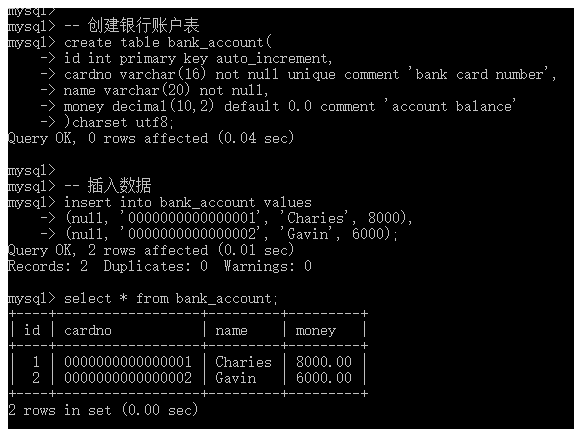 mysql>
mysql> -- 创建银行账户表
mysql> create table bank_account(
    -> id int primary key auto_increment,
    -> cardno varchar(16) not null unique comment 'bank card number',
    -> name varchar(20) not null,
    -> money decimal(10,2) default 0.0 comment 'account balance'
    -> )charset utf8;
Query OK, 0 rows affected (0.04 sec)
mysql>
mysql> -- 插入数据
mysql> insert into bank_account values
    -> (null, '0000000000000001', 'Charies', 8000),
    -> (null, '0000000000000002', 'Gavin', 6000);
Query OK, 2 rows affected (0.01 sec)
Records: 2  Duplicates: 0  Warnings: 0
mysql> select * from bank_account;
+----+------------------+---------+---------+
| id | cardno           | name    | money   |
+----+------------------+---------+---------+
|  1 | 0000000000000001 | Charies | 8000.00 |
|  2 | 0000000000000002 | Gavin   | 6000.00 |
+----+------------------+---------+---------+
2 rows in set (0.00 sec)